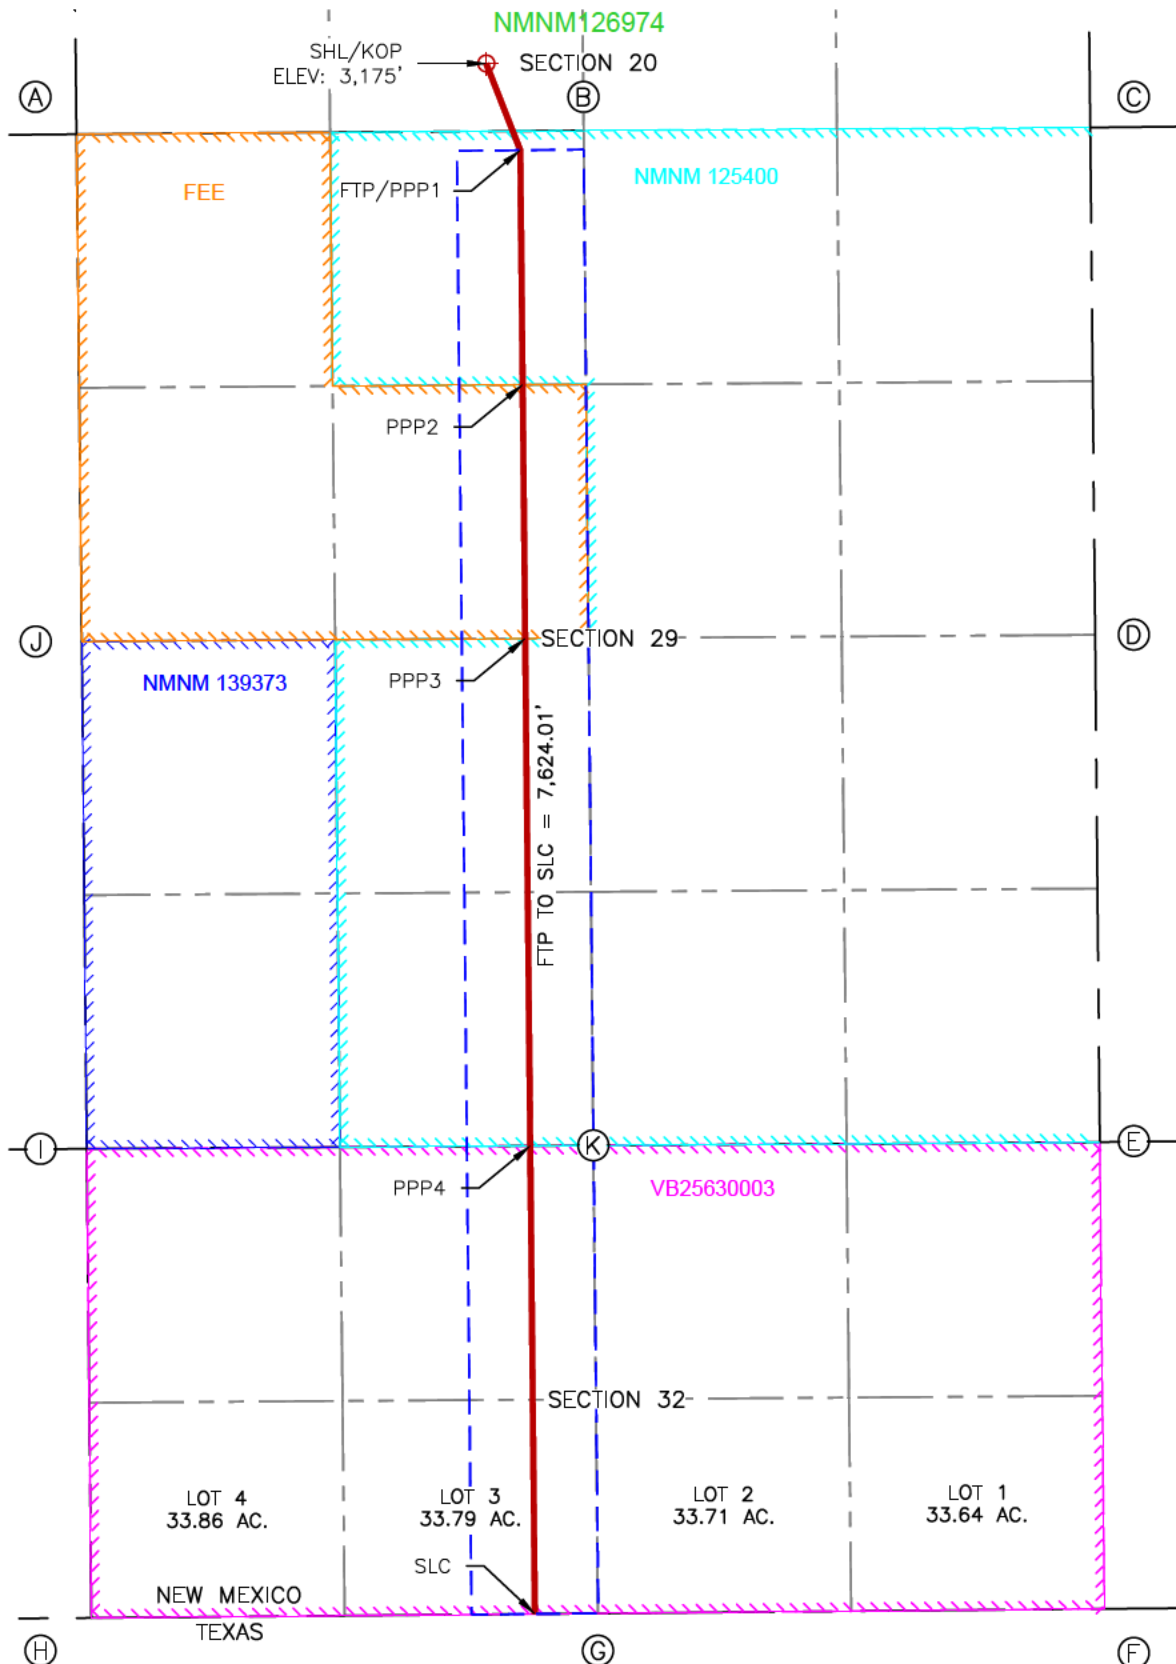 NMNM126974
SHL/KOP
ELEV: 3,175'
SECTION 20
A
B
C
FEE
FTP/PPP1
NMNM 125400
PPP2
J
SECTION 29
D
NMNM 139373
PPP3
FTP TO SLC = 7,624.01'
I
K
E
PPP4
VB25630003
SECTION 32
LOT 4
33.86 AC.
LOT 3
33.79 AC.
LOT 2
33.71 AC.
LOT 1
33.64 AC.
SLC
NEW MEXICO
TEXAS
H
G
F